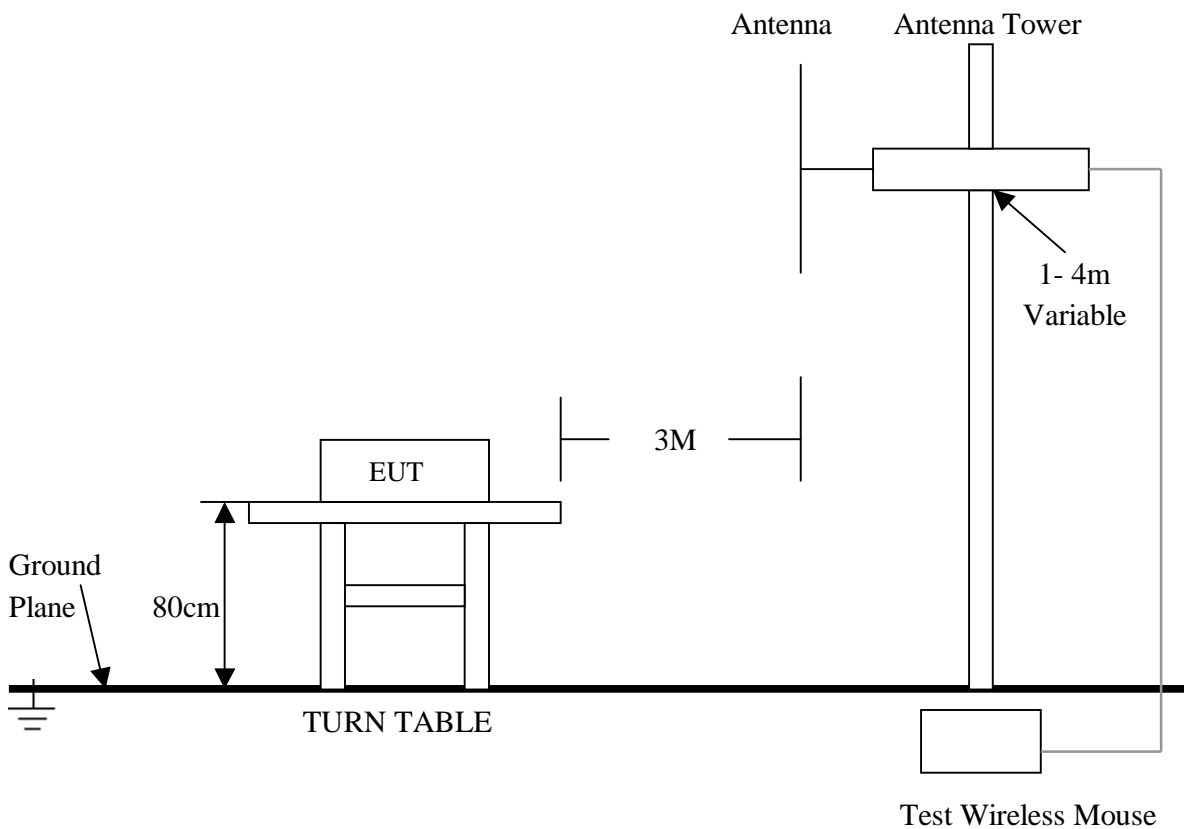 Antenna
Antenna Tower
1- 4m
Variable
3M
EUT
Ground
Plane
80cm
TURN TABLE
Test Wireless Mouse